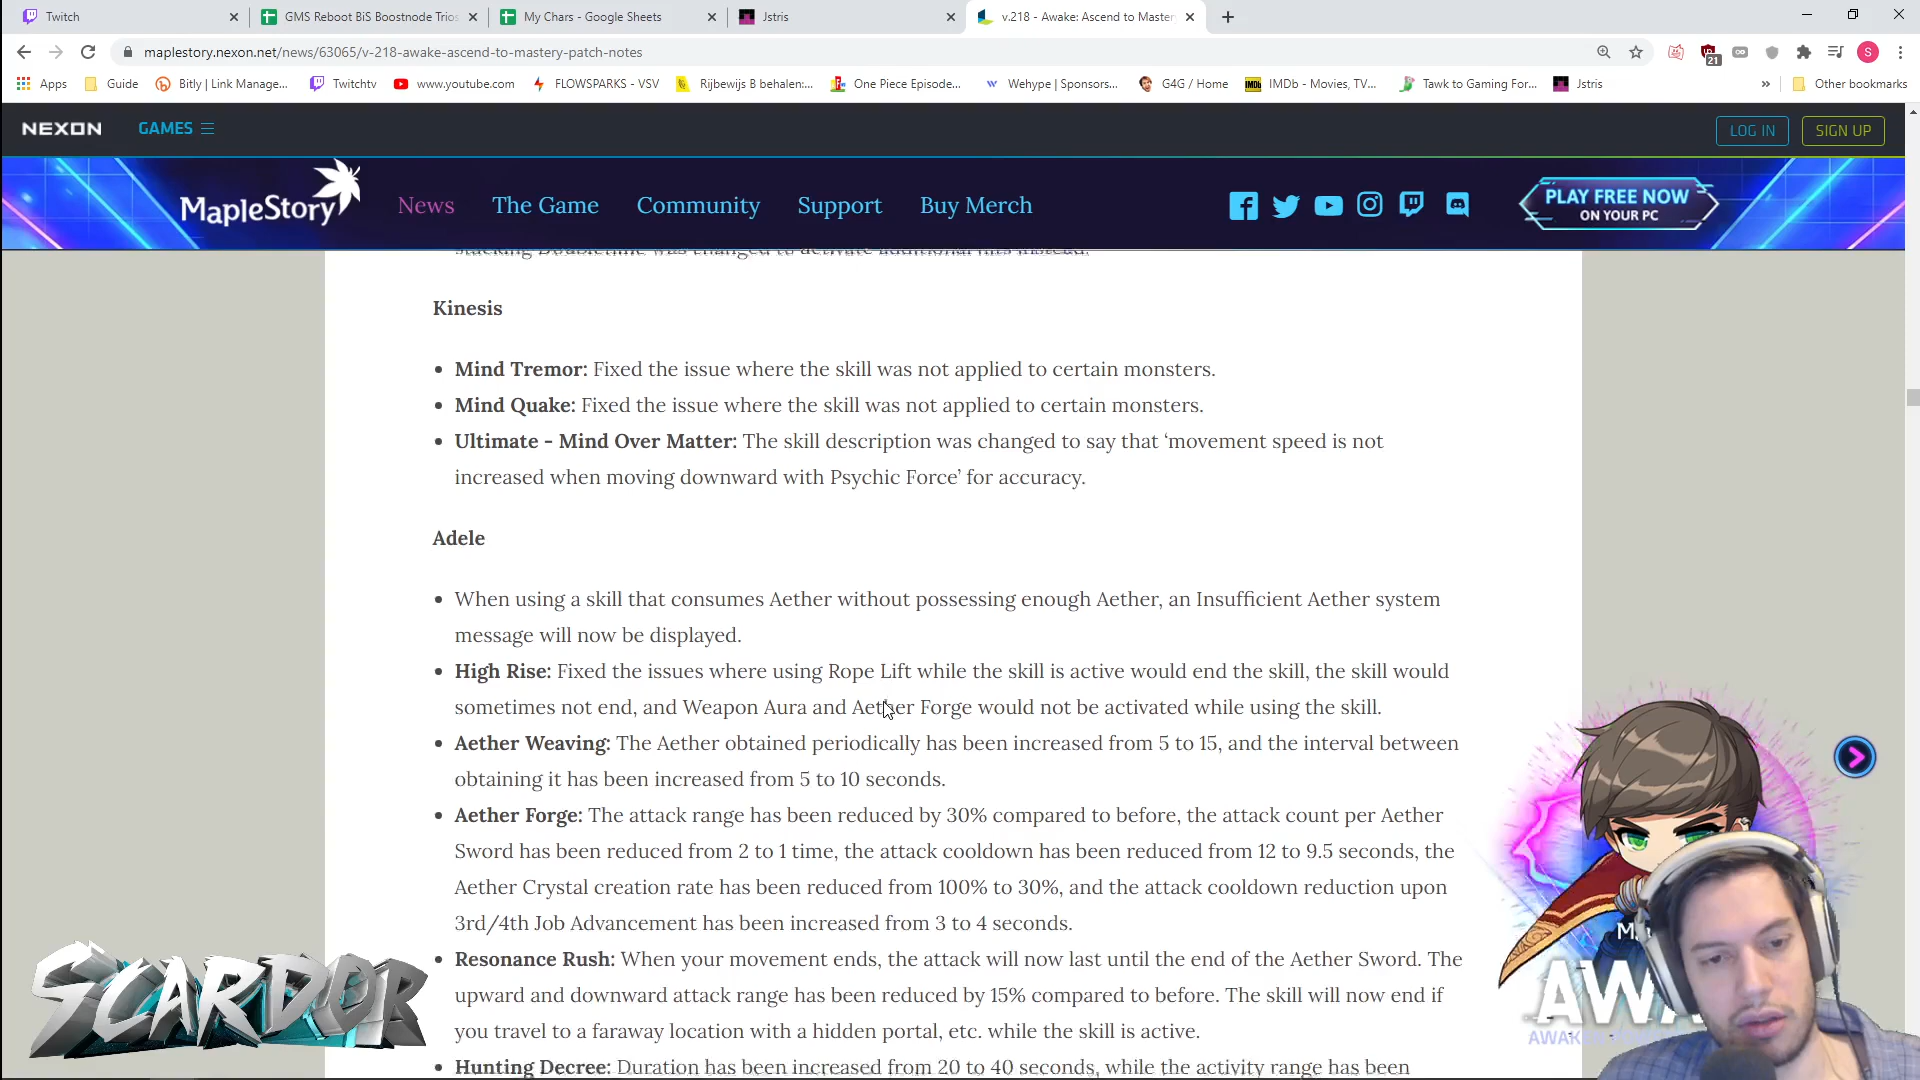 Twitch
GMS Reboot BiS Boostnode Trios
My Chars - Google Sheets
Jstris
v.218 - Awake: Ascend to Master
maplestory.nexon.net/news/63065/v-218-awake-ascend-to-mastery-patch-notes
21
S
Apps
Guide
Bitly | Link Manage...
Twitchtv
www.youtube.com
FLOWSPARKS - VSV
Rijbewijs B behalen:...
One Piece Episode...
Wehype | Sponsors...
G4G / Home
IMDb
IMDb - Movies, TV...
Tawk to Gaming For...
Jstris
»
Other bookmarks
NEXON
GAMES
LOG IN
SIGN UP
MapleStory
News
The Game
Community
Support
Buy Merch
PLAY FREE NOW
ON YOUR PC
stacking Doubletime was changed to activate additional hits instead.
Kinesis
• Mind Tremor: Fixed the issue where the skill was not applied to certain monsters.
• Mind Quake: Fixed the issue where the skill was not applied to certain monsters.
• Ultimate - Mind Over Matter: The skill description was changed to say that ‘movement speed is not
increased when moving downward with Psychic Force’ for accuracy.
Adele
• When using a skill that consumes Aether without possessing enough Aether, an Insufficient Aether system
message will now be displayed.
• High Rise: Fixed the issues where using Rope Lift while the skill is active would end the skill, the skill would
sometimes not end, and Weapon Aura and Aether Forge would not be activated while using the skill.
• Aether Weaving: The Aether obtained periodically has been increased from 5 to 15, and the interval between
obtaining it has been increased from 5 to 10 seconds.
• Aether Forge: The attack range has been reduced by 30% compared to before, the attack count per Aether
Sword has been reduced from 2 to 1 time, the attack cooldown has been reduced from 12 to 9.5 seconds, the
Aether Crystal creation rate has been reduced from 100% to 30%, and the attack cooldown reduction upon
3rd/4th Job Advancement has been increased from 3 to 4 seconds.
• Resonance Rush: When your movement ends, the attack will now last until the end of the Aether Sword. The
upward and downward attack range has been reduced by 15% compared to before. The skill will now end if
you travel to a faraway location with a hidden portal, etc. while the skill is active.
• Hunting Decree: Duration has been increased from 20 to 40 seconds, while the activity range has been
SCARDOR
AW